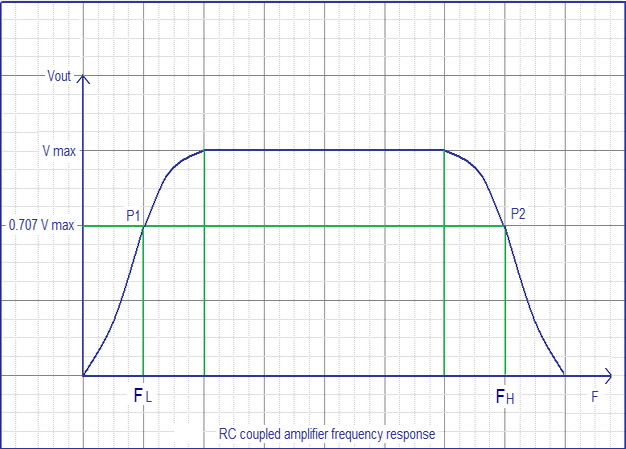 Vout
V max
P1
P2
0.707 V max
FL
FH
F
RC coupled amplifier frequency response